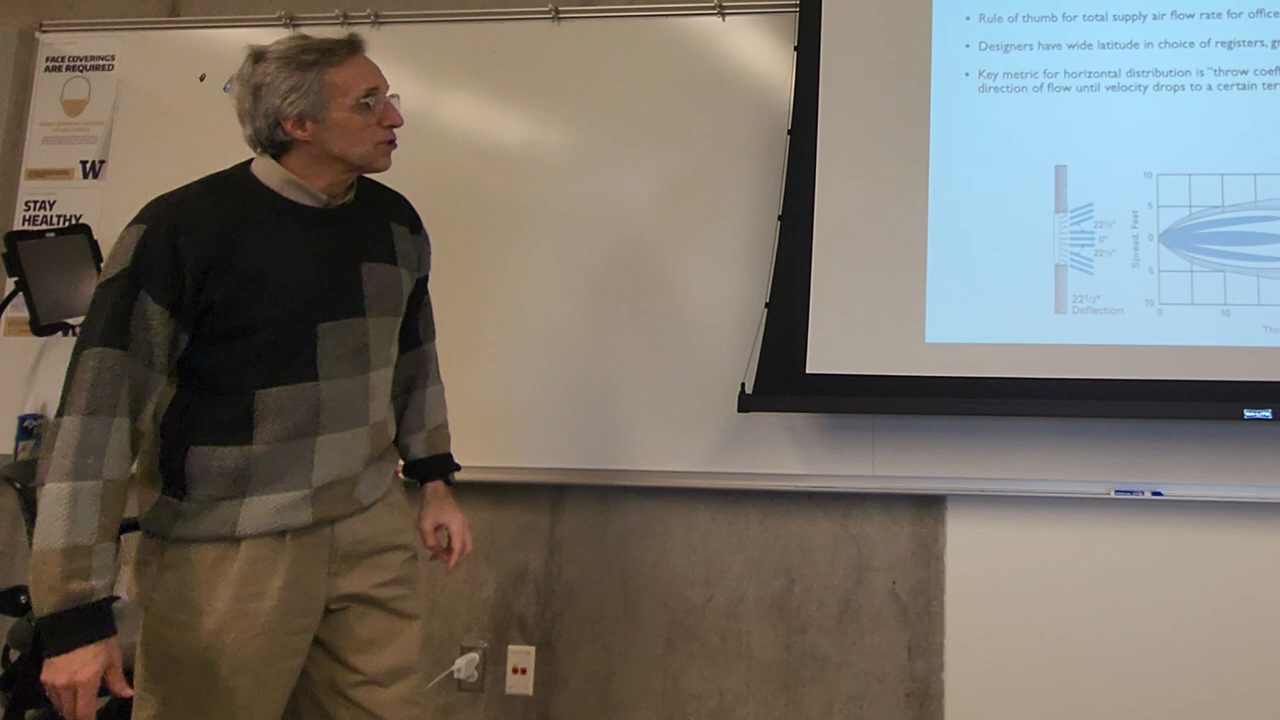 FACE COVERINGS
ARE REQUIRED
W
STAY
HEALTHY
• Rule of thumb for total supply air flow rate for office
• Designers have wide latitude in choice of registers,
• Key metric for horizontal distribution is "throw
direction of flow until velocity drops to a certain
22½°
0°
22½°
22½°
Deflection
Spread, Feet
10
5
0
5
10
0
10
DA-LITE